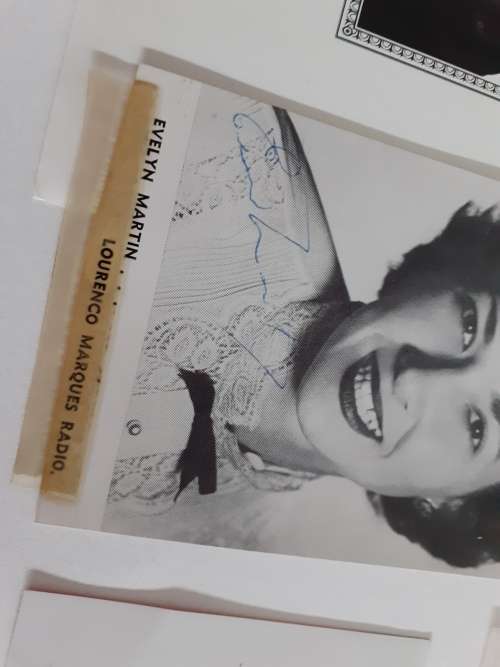 EVELYN MARTIN . . .
LOURENCO MARQUES RADIO.